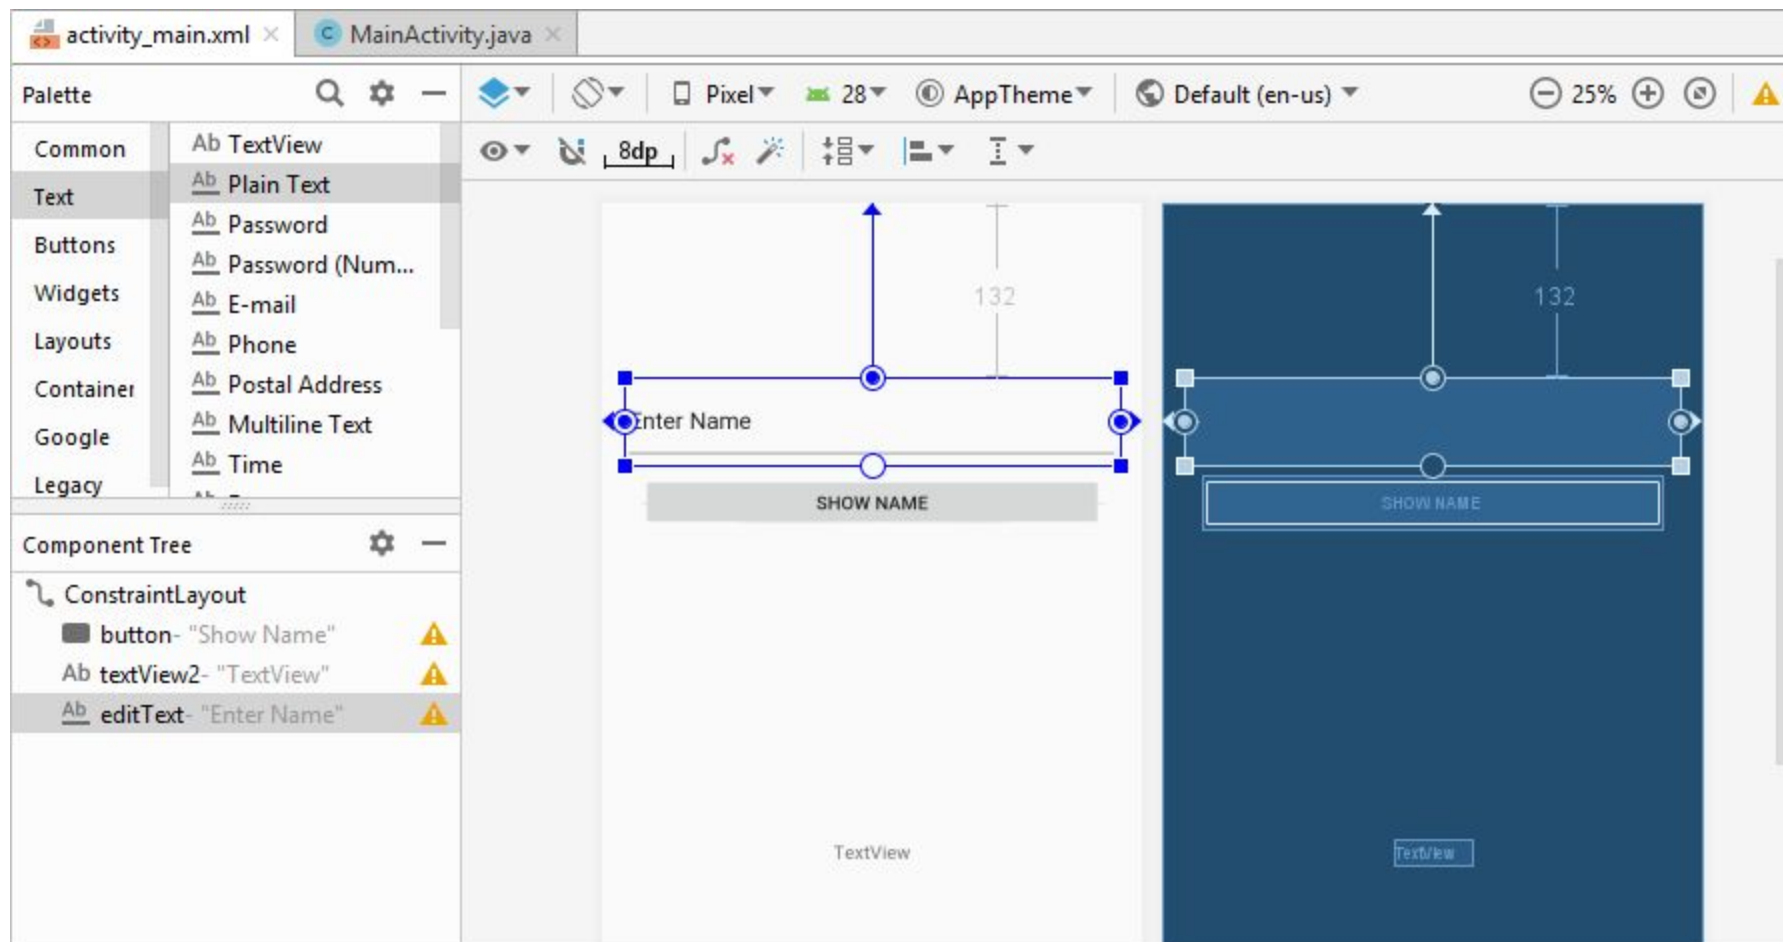 activity_main.xml
MainActivity.java
Palette
Pixel
28
AppTheme
Default (en-us)
25%
8dp
Common
Text
Buttons
Widgets
Layouts
Container
Google
Legacy
Ab TextView
Ab Plain Text
Ab Password
Ab Password (Num...
Ab E-mail
Ab Phone
Ab Postal Address
Ab Multiline Text
Ab Time
Component Tree
ConstraintLayout
button- "Show Name"
Ab textView2- "TextView"
Ab editText- "Enter Name"
132
Enter Name
SHOW NAME
TextView
132
SHOW NAME
TextView